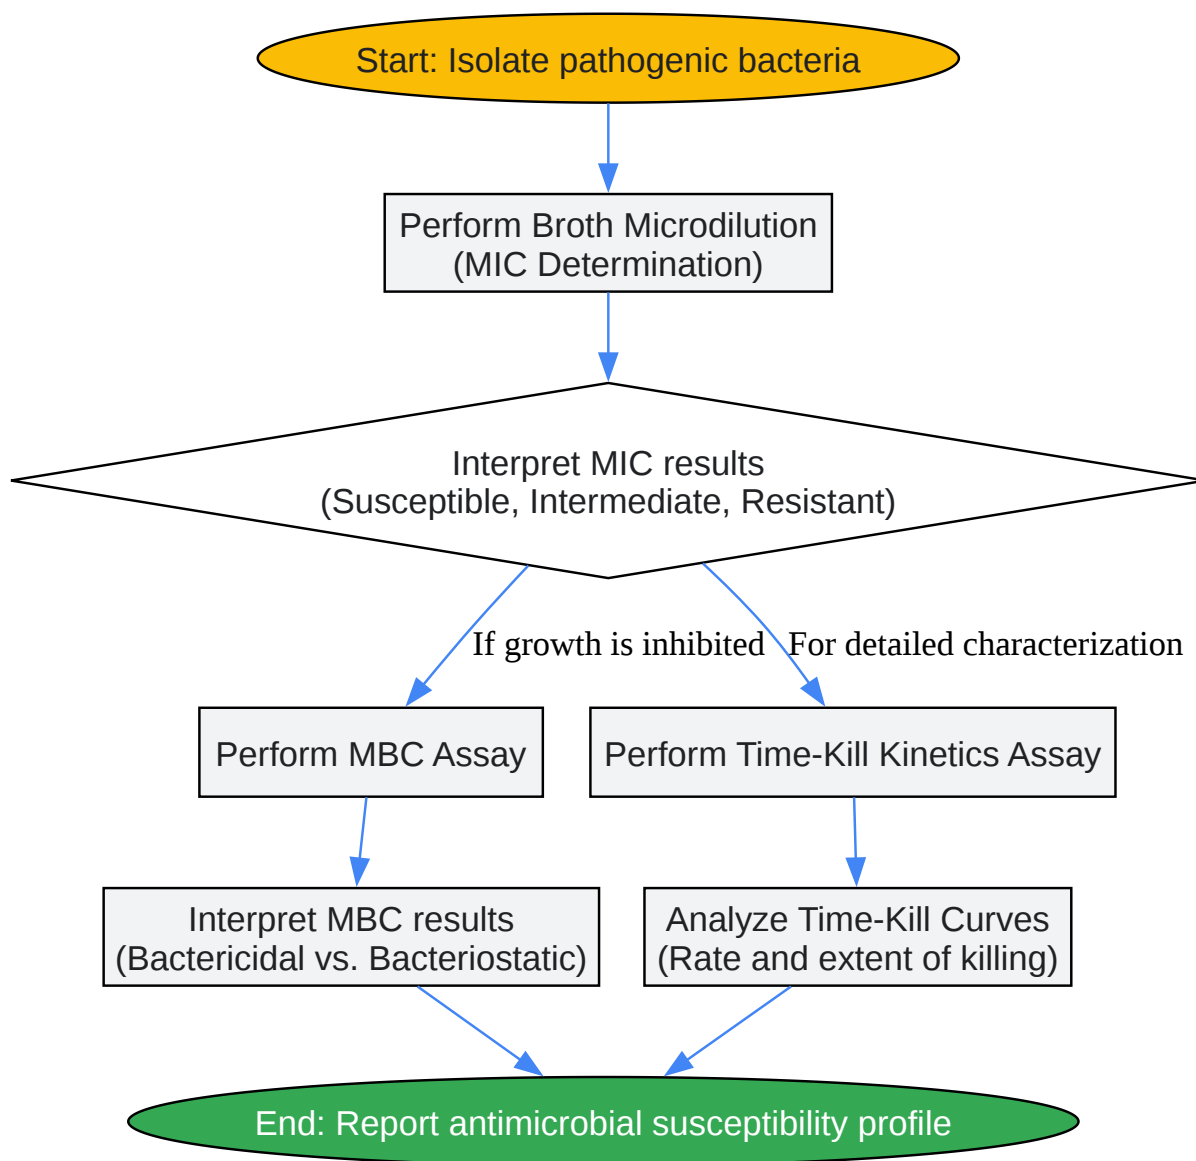 Start: Isolate pathogenic bacteria
Perform Broth Microdilution
(MIC Determination)
Interpret MIC results
(Susceptible, Intermediate, Resistant)
If growth is inhibited
For detailed characterization
Perform MBC Assay
Perform Time-Kill Kinetics Assay
Interpret MBC results
(Bactericidal vs. Bacteriostatic)
Analyze Time-Kill Curves
(Rate and extent of killing)
End: Report antimicrobial susceptibility profile